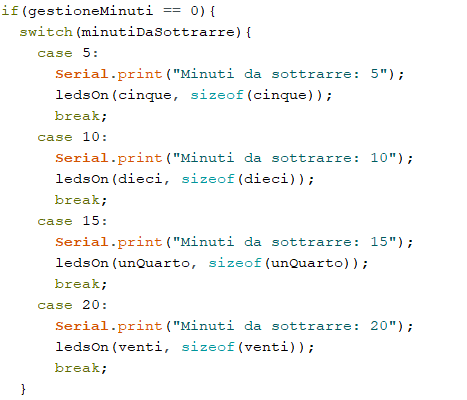 if(gestioneMinuti == 0){
  switch(minutiDaSottrarre){
    case 5:
      Serial.print("Minuti da sottrarre: 5");
      ledsOn(cinque, sizeof(cinque));
      break;
    case 10:
      Serial.print("Minuti da sottrarre: 10");
      ledsOn(dieci, sizeof(dieci));
      break;
    case 15:
      Serial.print("Minuti da sottrarre: 15");
      ledsOn(unQuarto, sizeof(unQuarto));
      break;
    case 20:
      Serial.print("Minuti da sottrarre: 20");
      ledsOn(venti, sizeof(venti));
      break;
  }